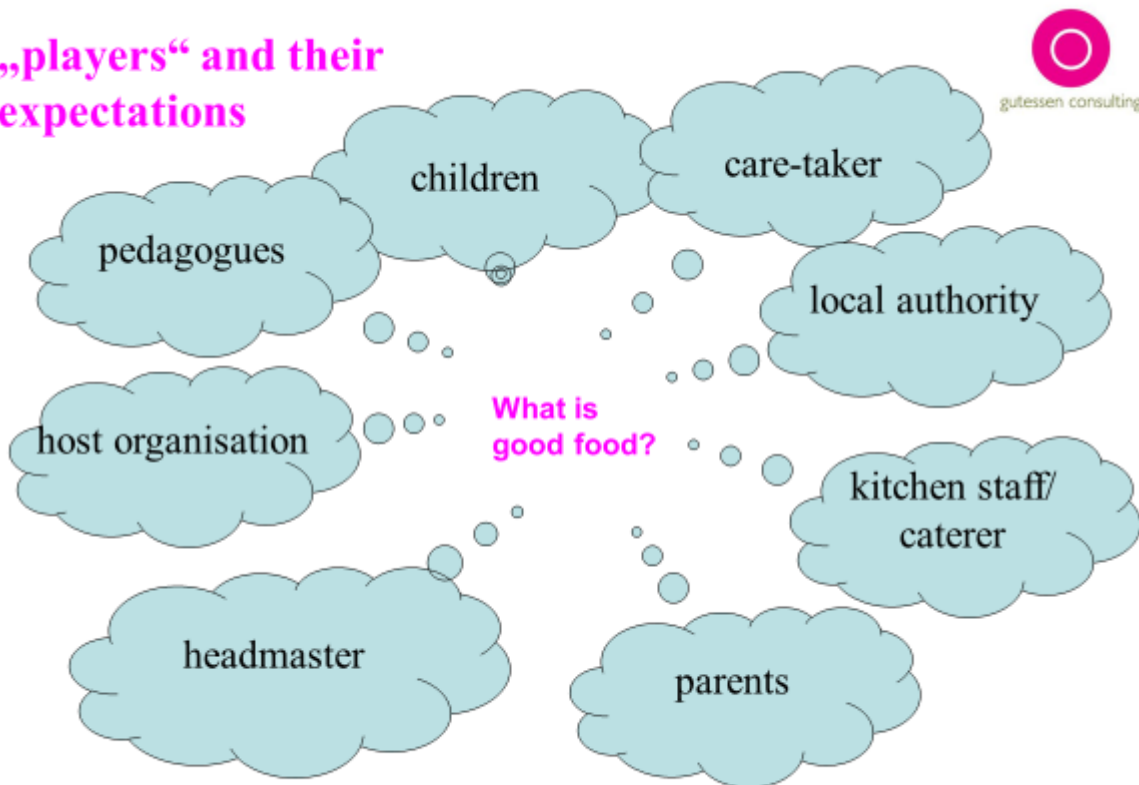 „players“ and their
expectations
gutessen consulting
children
care-taker
pedagogues
local authority
What is
good food?
host organisation
kitchen staff/
caterer
headmaster
parents